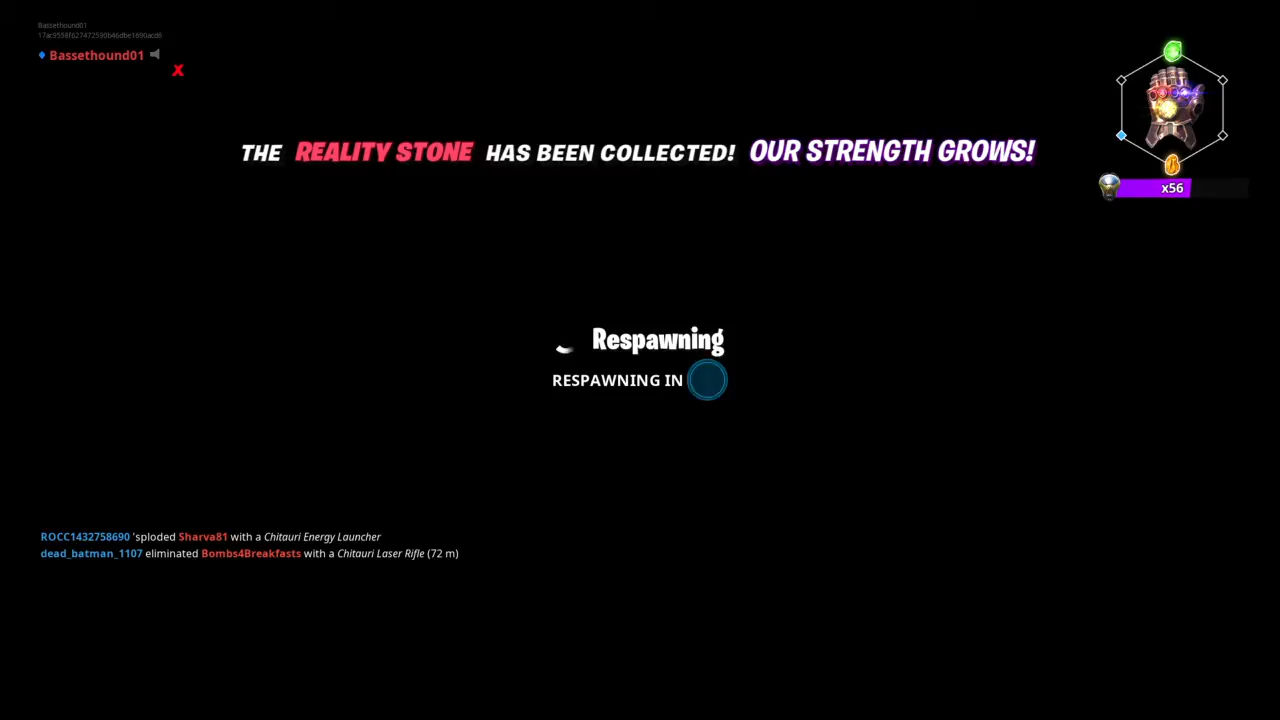 Bassethound01
Bassethound01
X
THE REALITY STONE HAS BEEN COLLECTED! OUR STRENGTH GROWS!
x56
Respawning
RESPAWNING IN
ROCC1432758690 'sploded Sharva81 with a Chitauri Energy Launcher
dead_batman_1107 eliminated Bombs4Breakfasts with a Chitauri Laser Rifle (72 m)